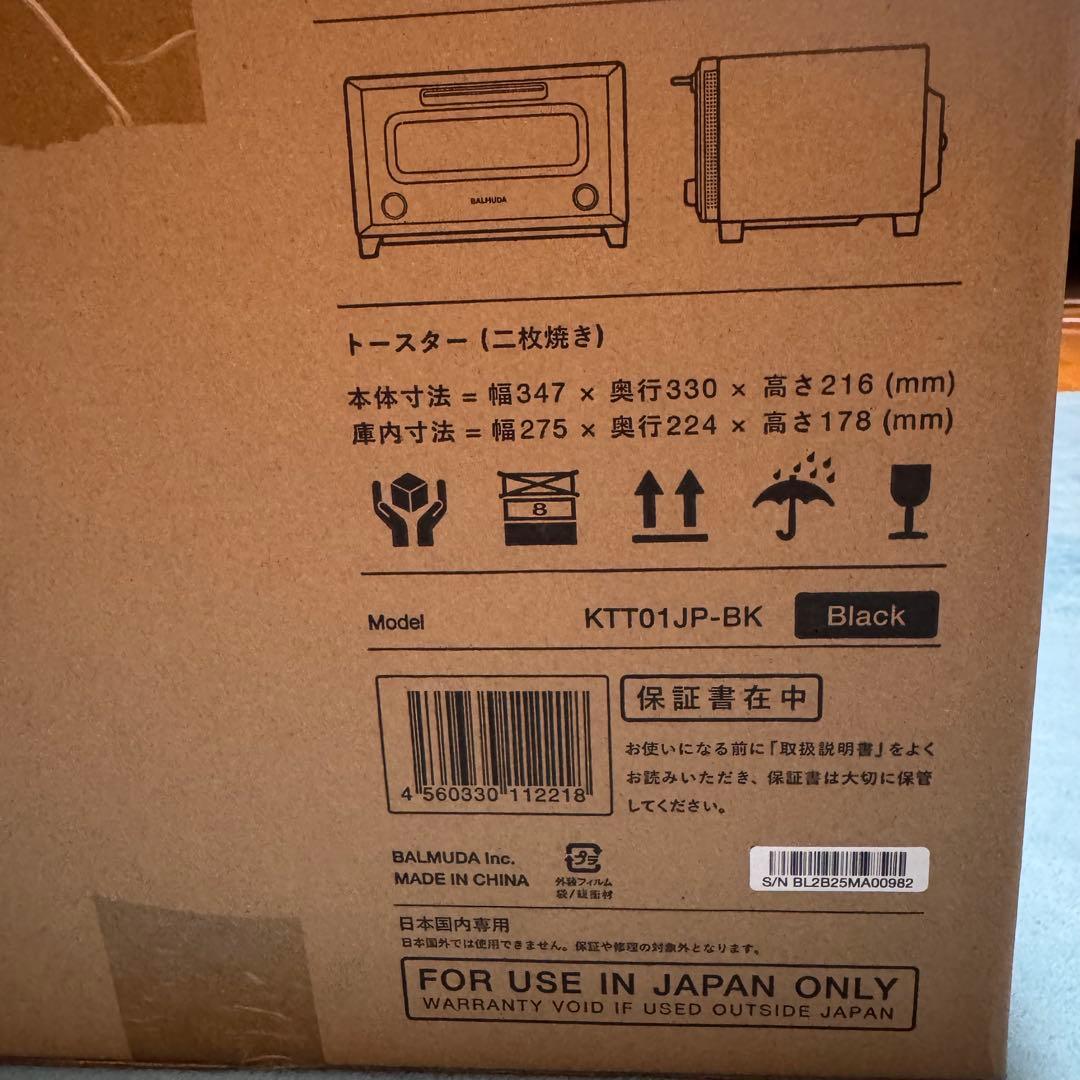 BALMUDA
トースター (二枚焼き)
本体寸法 = 幅347 × 奥行330 × 高さ216 (mm)
庫内寸法 = 幅275 × 奥行224 × 高さ178 (mm)
8
Model KTT01JP-BK Black
保証書在中
お使いになる前に「取扱説明書」をよく
お読みいただき、保証書は大切に保管
してください。
4 560330 112218
BALMUDA Inc.
MADE IN CHINA
プラ
外装フィルム
袋/緩衝材
S/N BL2B25MA00982
日本国内専用
日本国外では使用できません。保証や修理の対象外となります。
FOR USE IN JAPAN ONLY
WARRANTY VOID IF USED OUTSIDE JAPAN